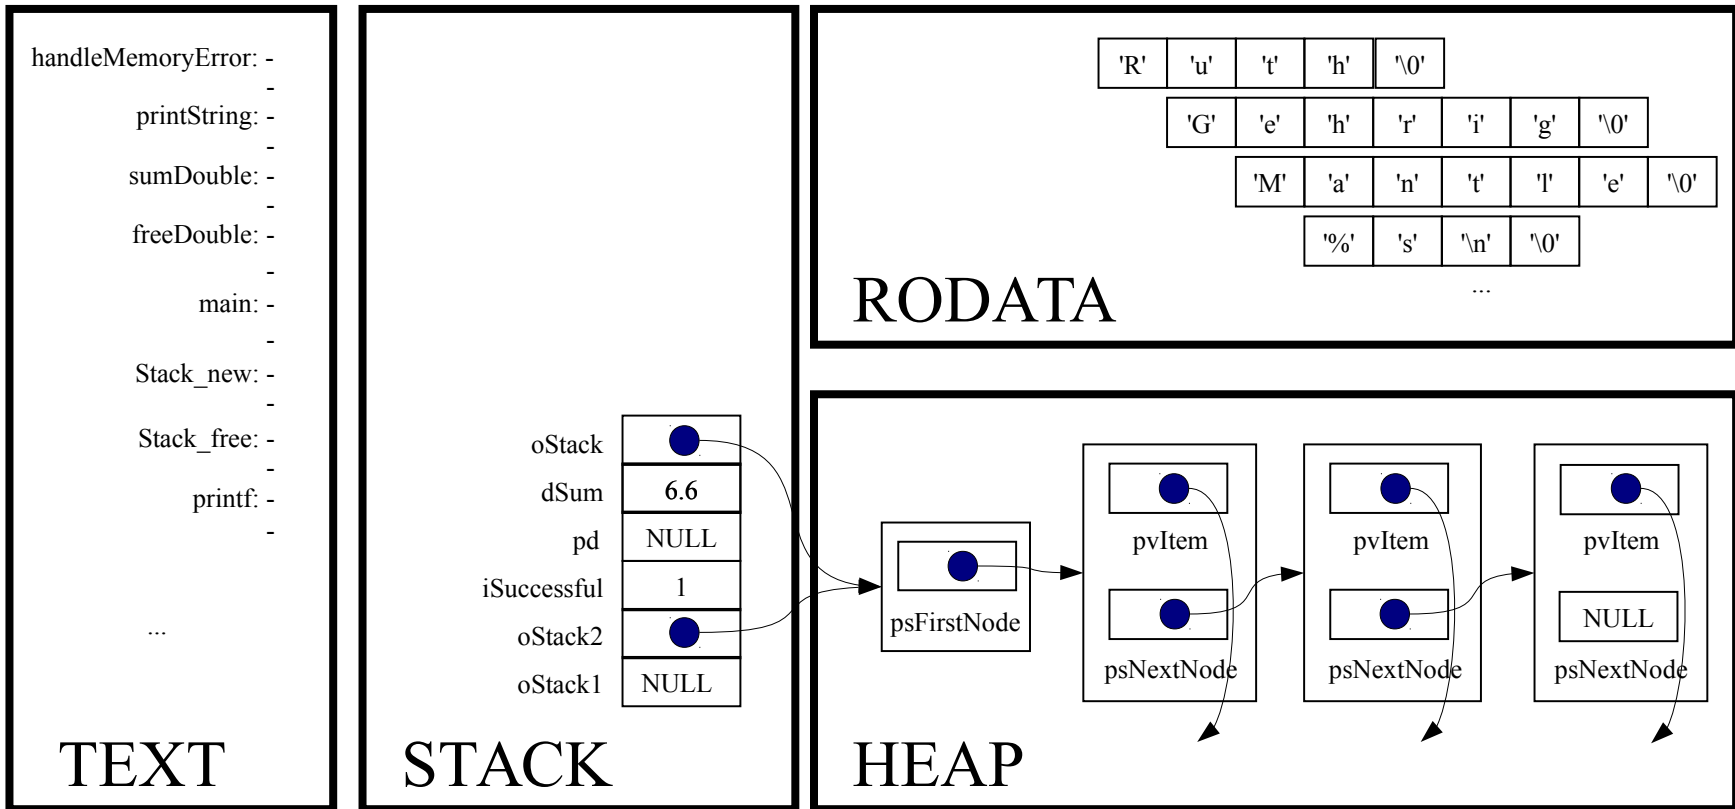 handleMemoryError: -
-
printString: -
-
sumDouble: -
-
freeDouble: -
-
main: -
-
Stack_new: -
-
Stack_free: -
-
printf: -
-
...
TEXT
oStack
dSum 6.6
pd NULL
iSuccessful 1
oStack2
oStack1 NULL
STACK
'R' 'u' 't' 'h' '\0'
'G' 'e' 'h' 'r' 'i' 'g' '\0'
'M' 'a' 'n' 't' 'l' 'e' '\0'
'%' 's' '\n' '\0'
...
RODATA
psFirstNode
pvItem
psNextNode
pvItem
psNextNode
pvItem
NULL
psNextNode
HEAP